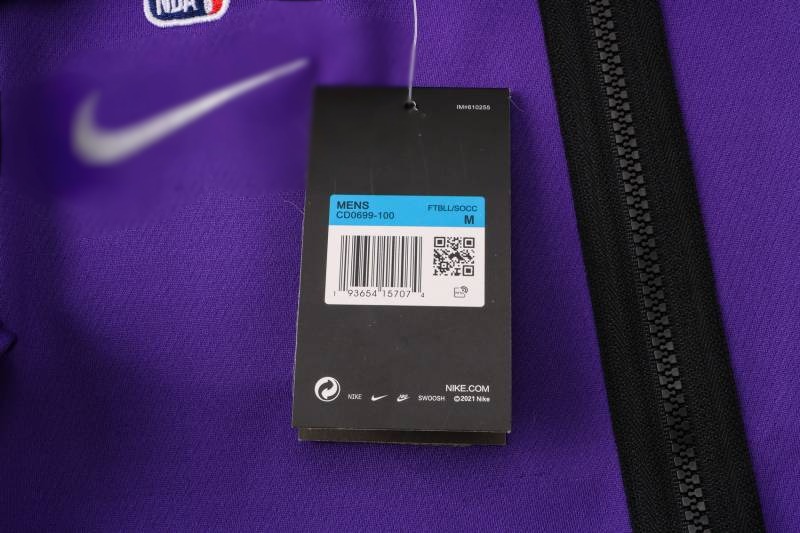 NBA
IM#610255
MENS
CD0699-100
FTBLL/SOCC
M
1 93654 15707 4
NIKE
SWOOSH
NIKE.COM
©2021 Nike